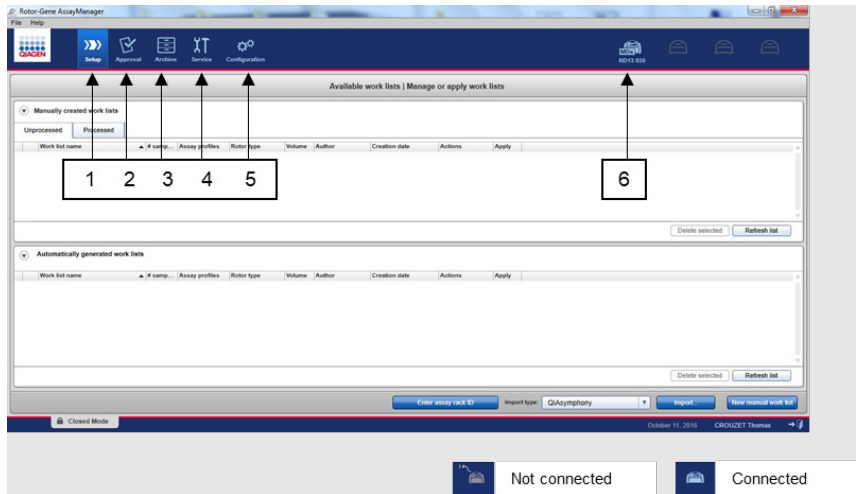 Rotor-Gene AssayManager
File Help
QIAGEN
Setup Approval Archive Service Configuration RD13 030
Available work lists | Manage or apply work lists
Manually created work lists
Unprocessed Processed
Work list name # samp... Assay profiles Rotor type Volume Author Creation date Actions Apply
1 2 3 4 5 6
Delete selected Refresh list
Automatically generated work lists
Work list name # samp... Assay profiles Rotor type Volume Author Creation date Actions Apply
Delete selected Refresh list
Enter assay rack ID Import type: QIAsymphony Import... New manual work list
Closed Mode October 11, 2016 CROUZET Thomas
Not connected Connected